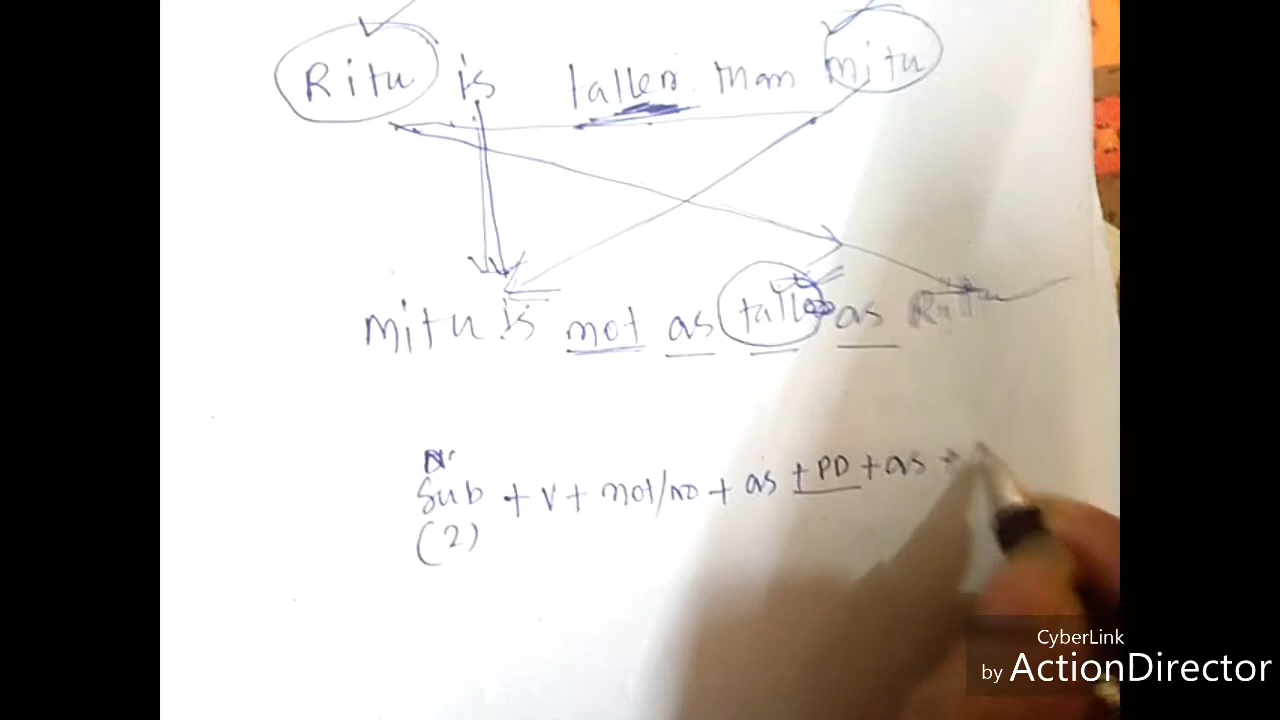 Ritu is taller than mitu
mitu is not as tall as Ritu
Sub + V + not/no + as + PD + as +
(2)
CyberLink
by ActionDirector